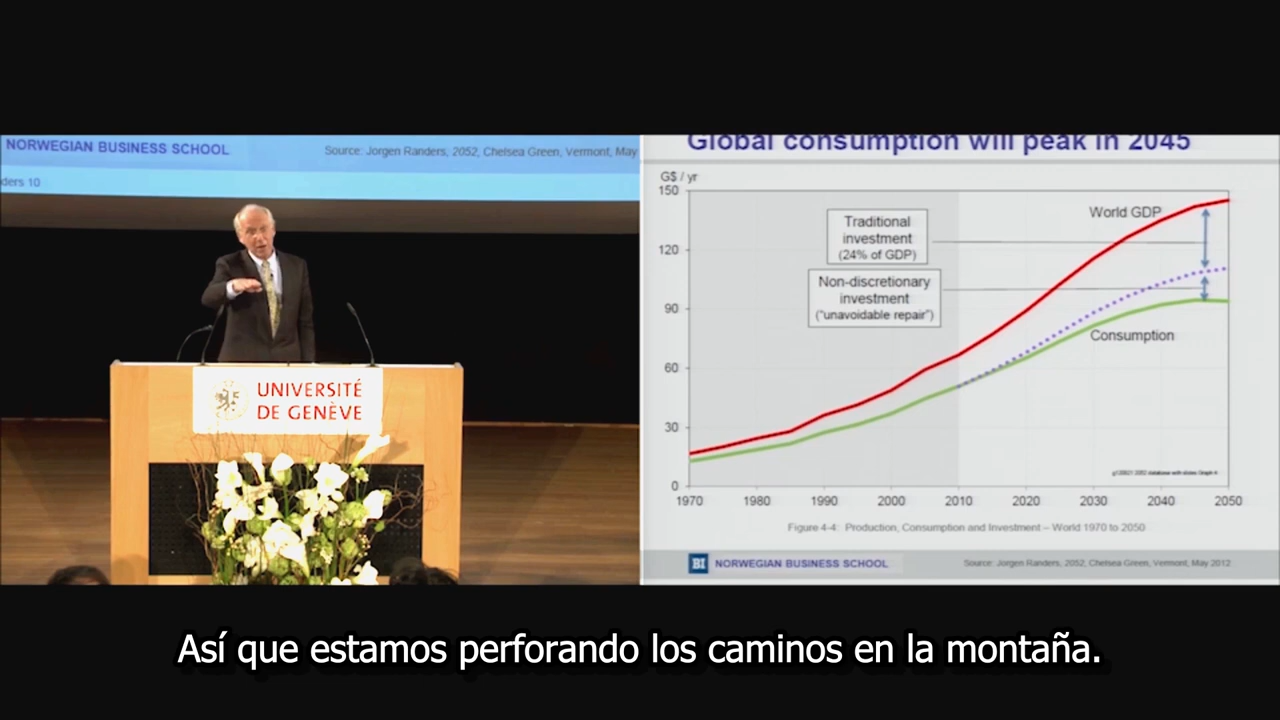 NORWEGIAN BUSINESS SCHOOL
Source: Jorgen Randers, 2052, Chelsea Green, Vermont, May
ders 10
UNIVERSITÉ
DE GENÈVE
Global consumption will peak in 2045
G$ / yr
150
120
90
60
30
0
World GDP
Traditional
investment
(24% of GDP)
Non-discretionary
investment
("unavoidable repair")
Consumption
1970 1980 1990 2000 2010 2020 2030 2040 2050
Figure 4-4: Production, Consumption and Investment – World 1970 to 2050
BI NORWEGIAN BUSINESS SCHOOL
Source: Jorgen Randers, 2052, Chelsea Green, Vermont, May 2012
Así que estamos perforando los caminos en la montaña.